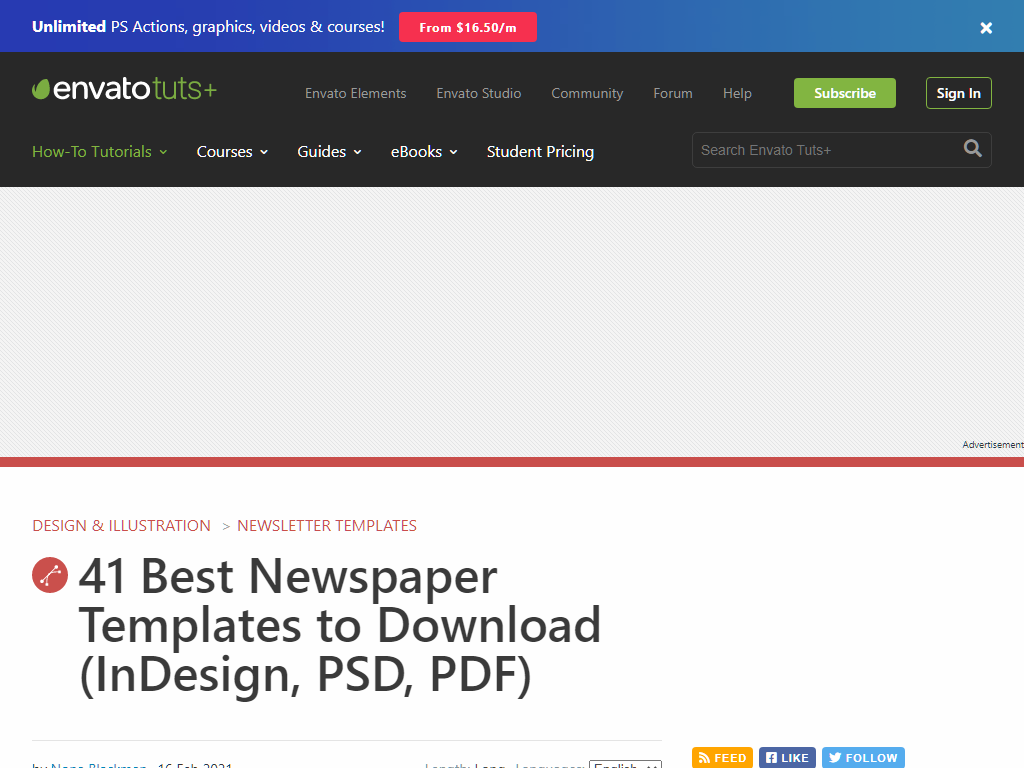 Unlimited PS Actions, graphics, videos & courses! From $16.50/m
envatotuts+ Envato Elements Envato Studio Community Forum Help Subscribe Sign In
How-To Tutorials Courses Guides eBooks Student Pricing Search Envato Tuts+
Advertisement
DESIGN & ILLUSTRATION > NEWSLETTER TEMPLATES
41 Best Newspaper
Templates to Download
(InDesign, PSD, PDF)
by Nona Blackman 16 Feb 2021 Length: Long Languages: English
FEED LIKE FOLLOW